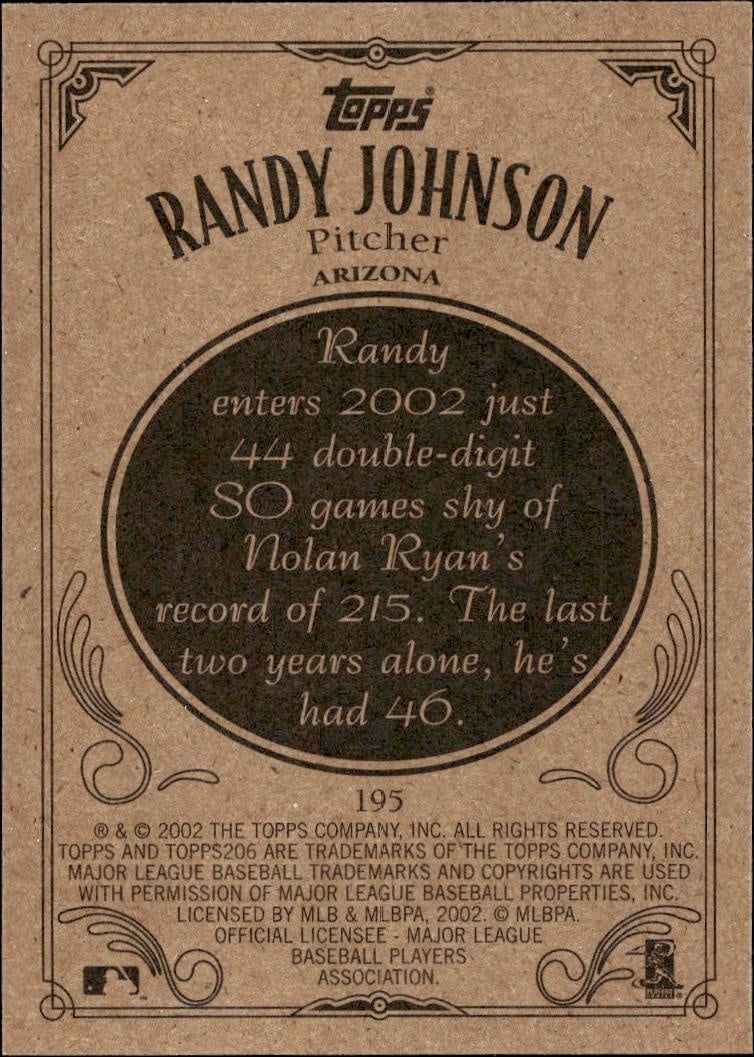 topps®
RANDY JOHNSON
Pitcher
ARIZONA
Randy
enters 2002 just
44 double-digit
SO games shy of
Nolan Ryan's
record of 215. The last
two years alone, he's
had 46.
195
® & © 2002 THE TOPPS COMPANY, INC. ALL RIGHTS RESERVED.
TOPPS AND TOPPS206 ARE TRADEMARKS OF THE TOPPS COMPANY, INC.
MAJOR LEAGUE BASEBALL TRADEMARKS AND COPYRIGHTS ARE USED
WITH PERMISSION OF MAJOR LEAGUE BASEBALL PROPERTIES, INC.
LICENSED BY MLB & MLBPA, 2002. © MLBPA.
OFFICIAL LICENSEE - MAJOR LEAGUE
BASEBALL PLAYERS
ASSOCIATION.